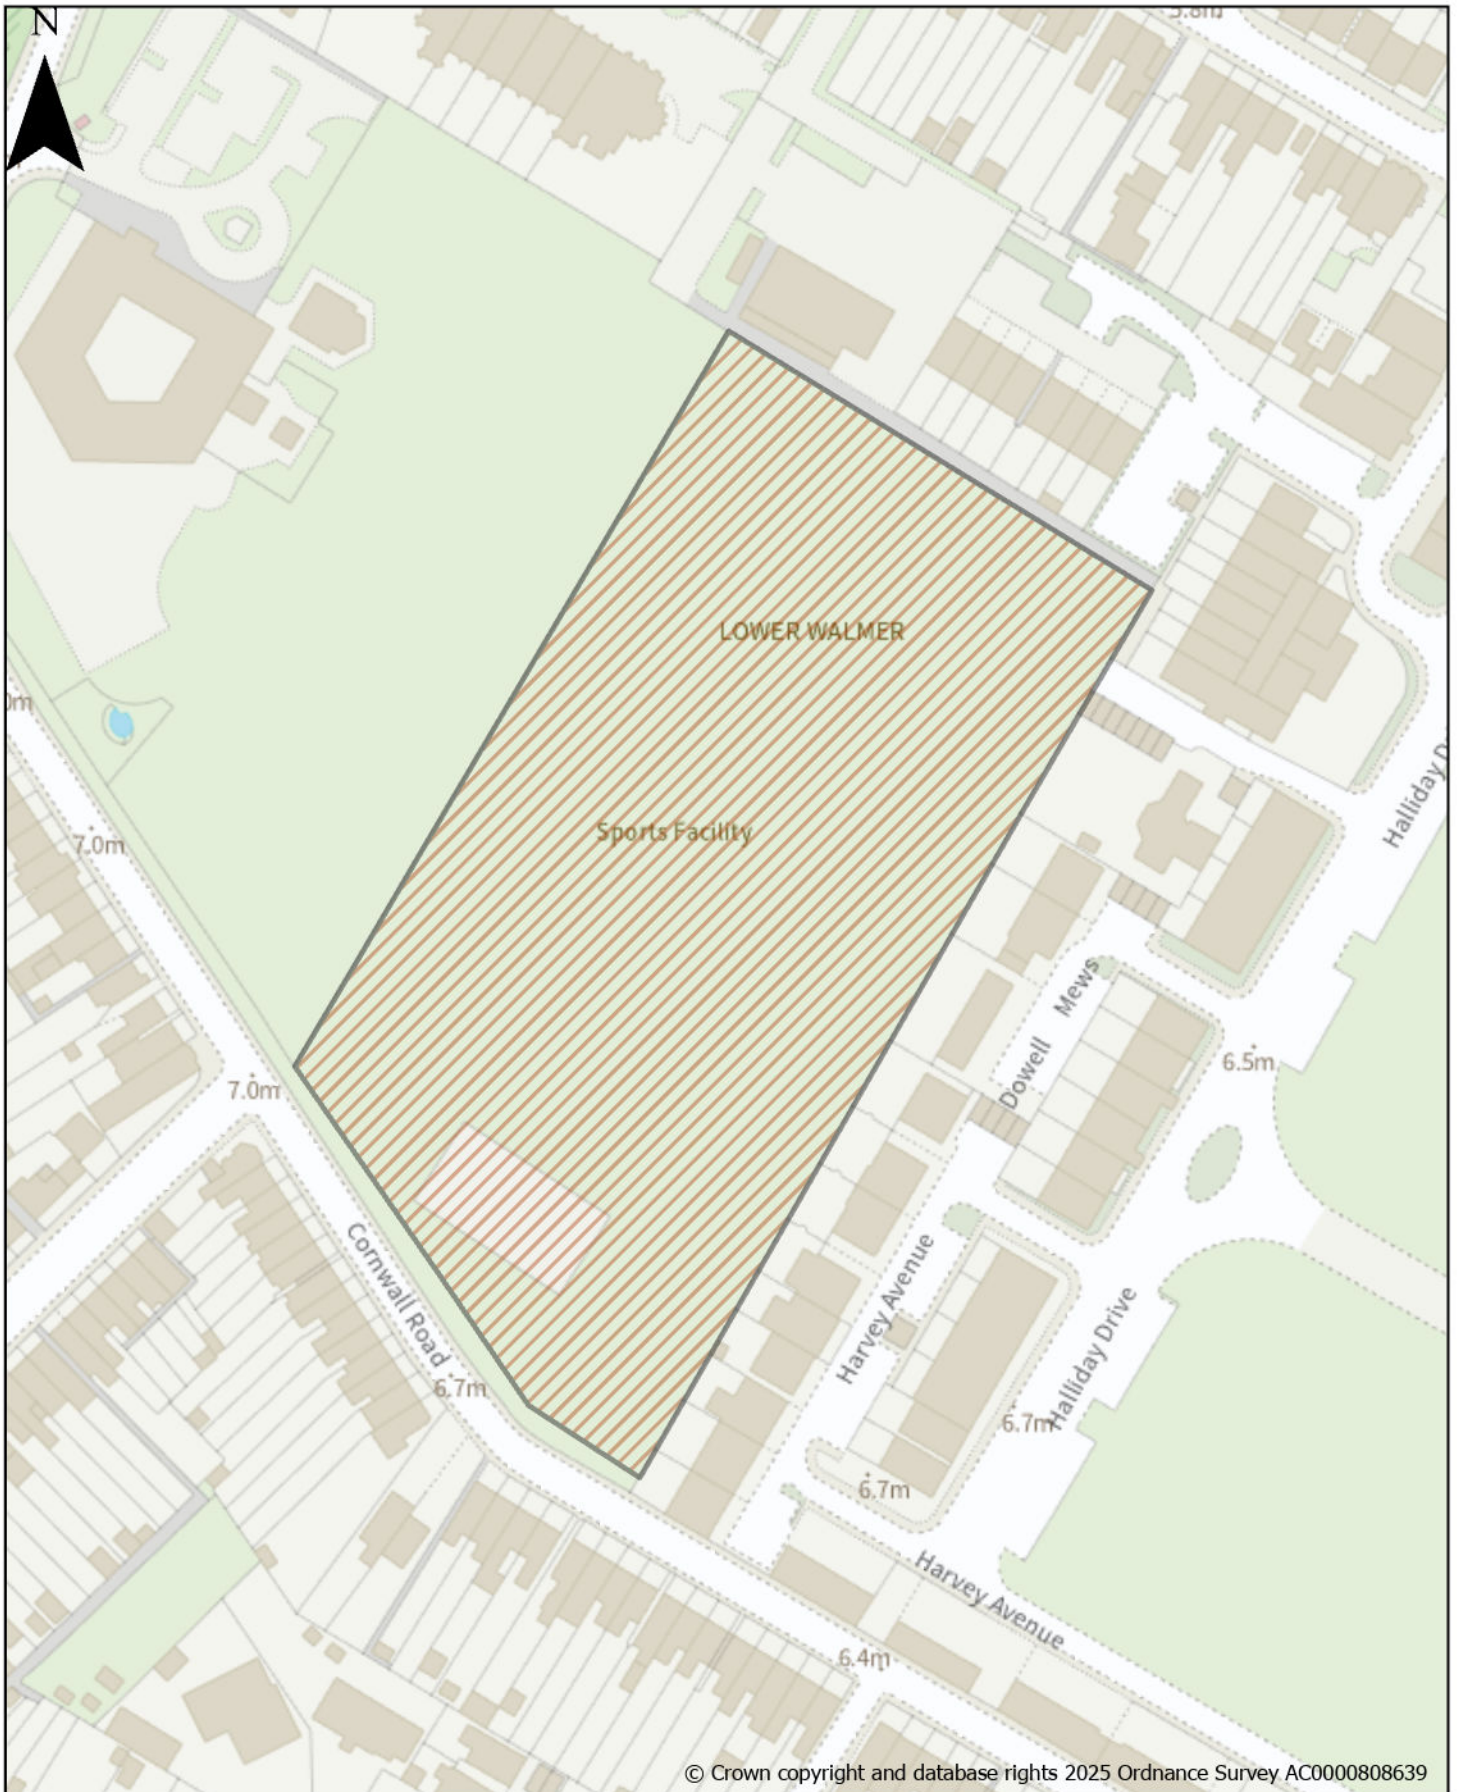 N
5.8m
LOWER WALMER
Halliday D
Sports Facility
7.0m
Dowell Mews
6.5m
7.0m
Cornwall Road
Harvey Avenue
Halliday Drive
6.7m
6.7m
6.7m
Harvey Avenue
6.4m
© Crown copyright and database rights 2025 Ordnance Survey AC0000808639